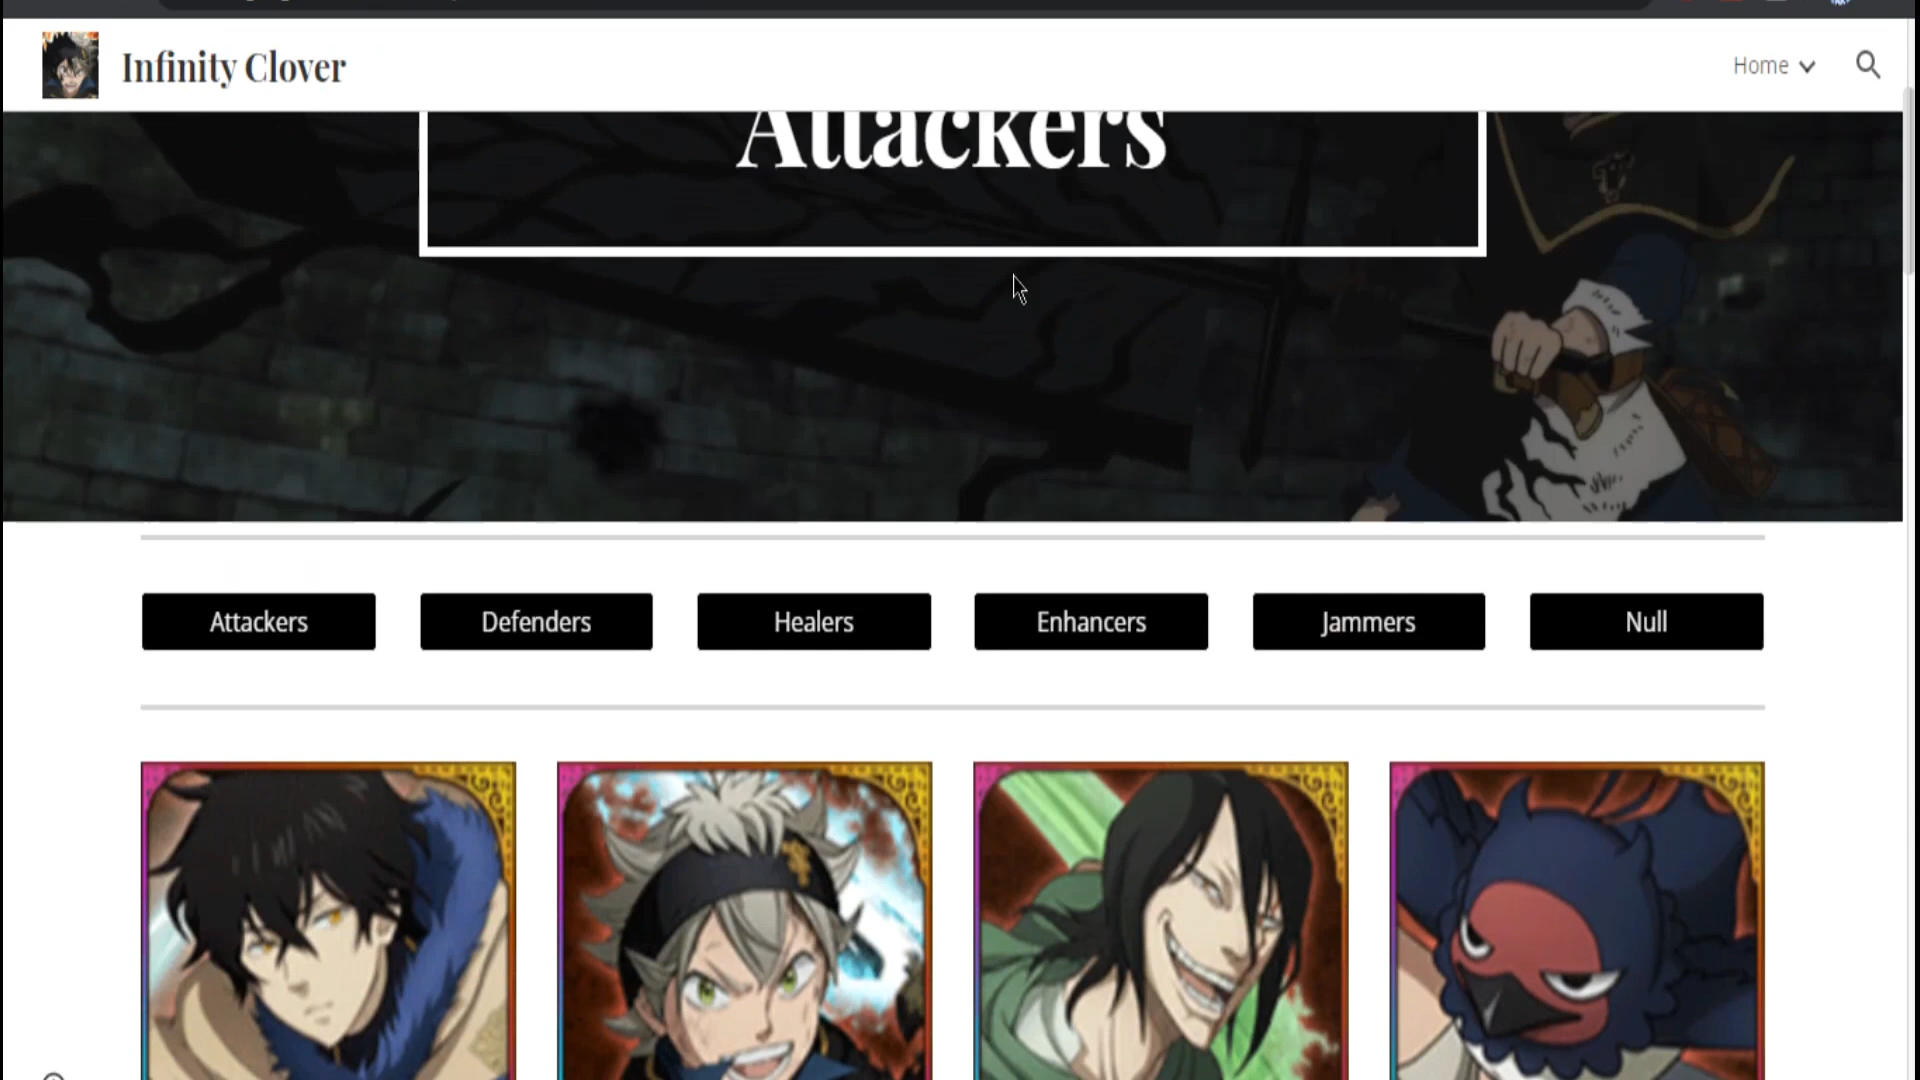 Infinity Clover
Home
Attackers
Attackers
Defenders
Healers
Enhancers
Jammers
Null